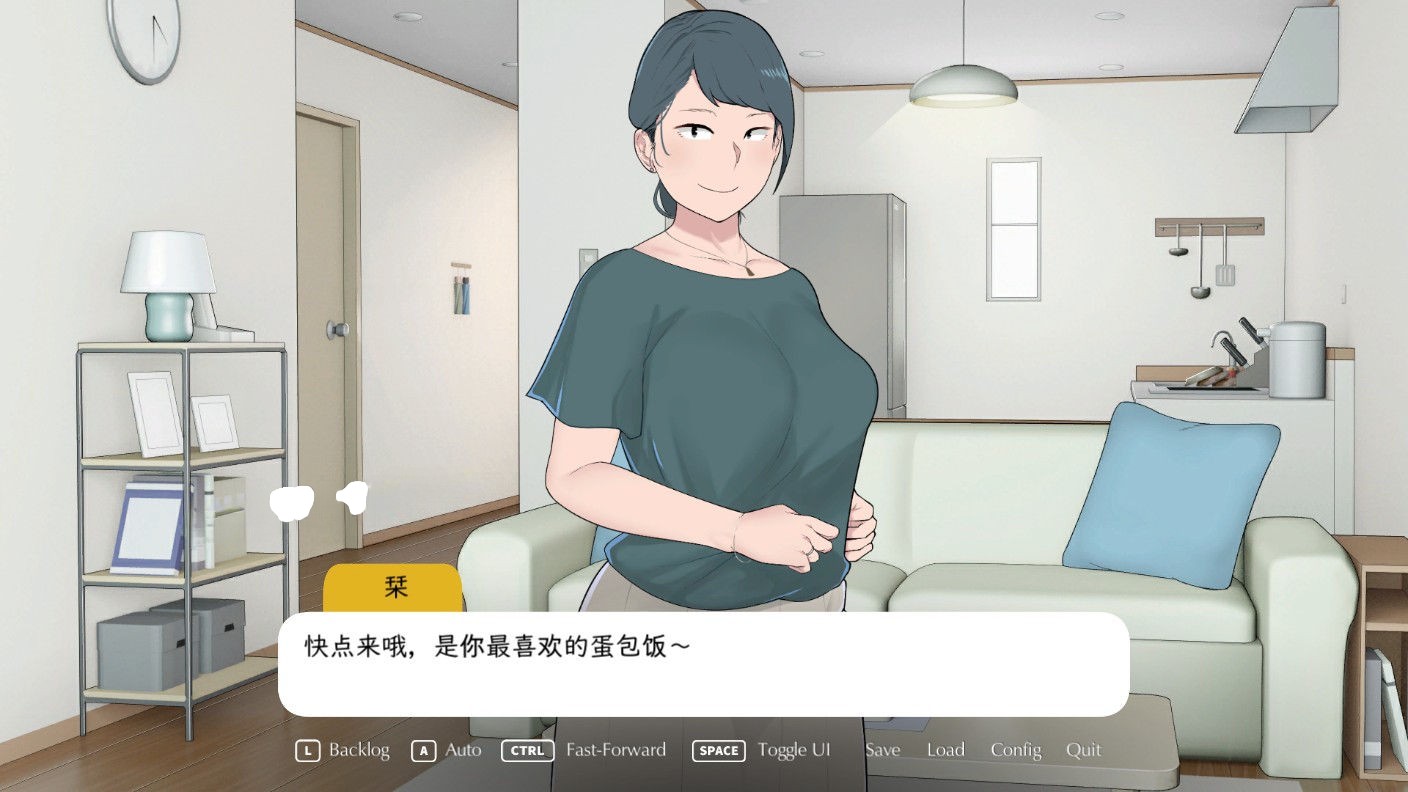 栞
快点来哦，是你最喜欢的蛋包饭～
L Backlog A Auto CTRL Fast-Forward SPACE Toggle UI Save Load Config Quit